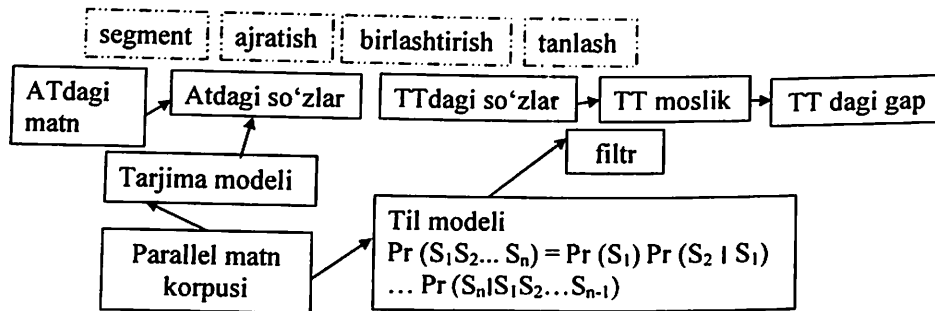 segment ajratish birlashtirish tanlash
ATdagi matn
Atdagi so‘zlar
TTdagi so‘zlar
TT moslik
TT dagi gap
filtr
Tarjima modeli
Parallel matn
korpusi
Til modeli
Pr (S₁S₂... Sₙ) = Pr (S₁) Pr (S₂ | S₁)
... Pr (Sₙ|S₁S₂...Sₙ₋₁)